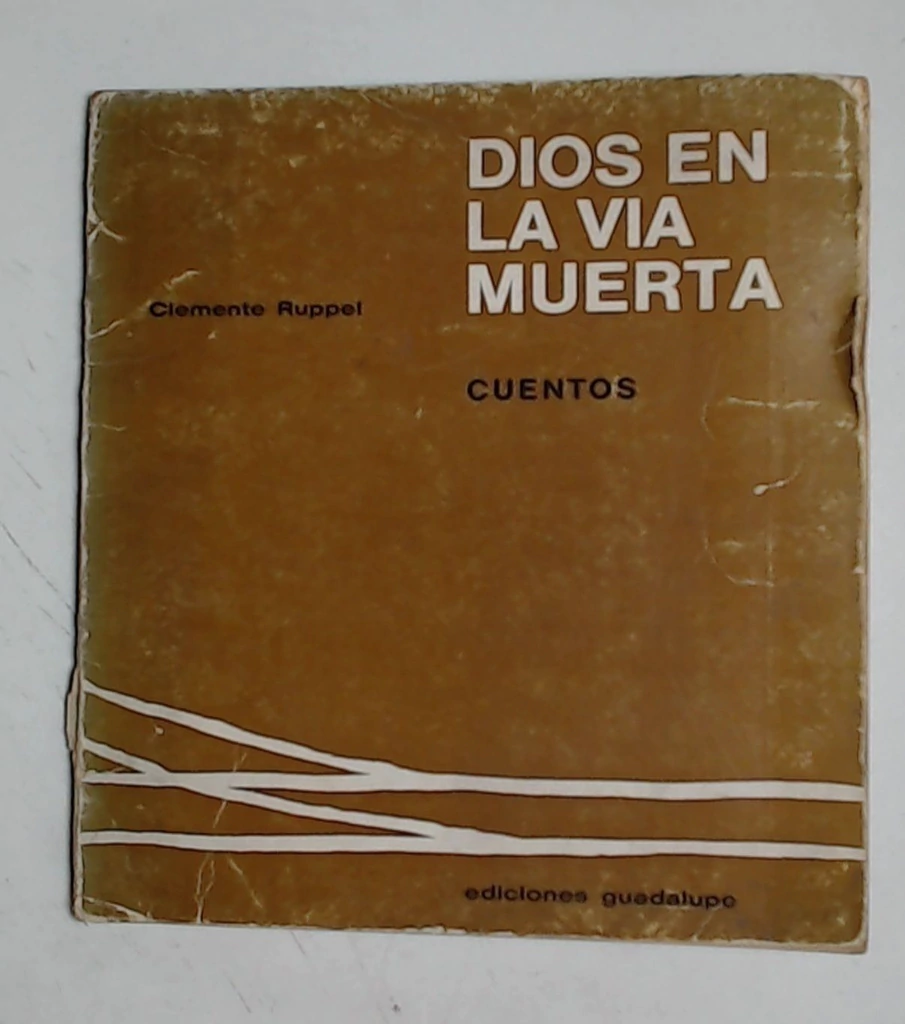 DIOS EN
LA VIA
MUERTA
Clemente Ruppel
CUENTOS
ediciones guadalupe